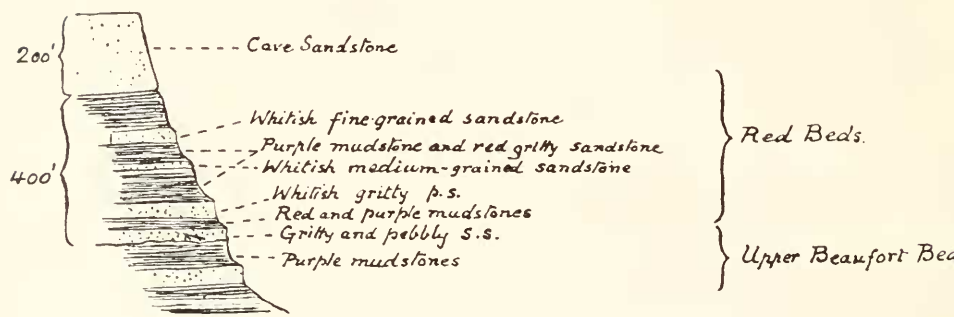 200'
Cave Sandstone
Whitish fine-grained sandstone
Purple mudstone and red gritty sandstone
Red Beds.
400'
Whitish medium-grained sandstone
Whitish gritty p.s.
Red and purple mudstones
Gritty and pebbly s.s.
Upper Beaufort Bed
Purple mudstones